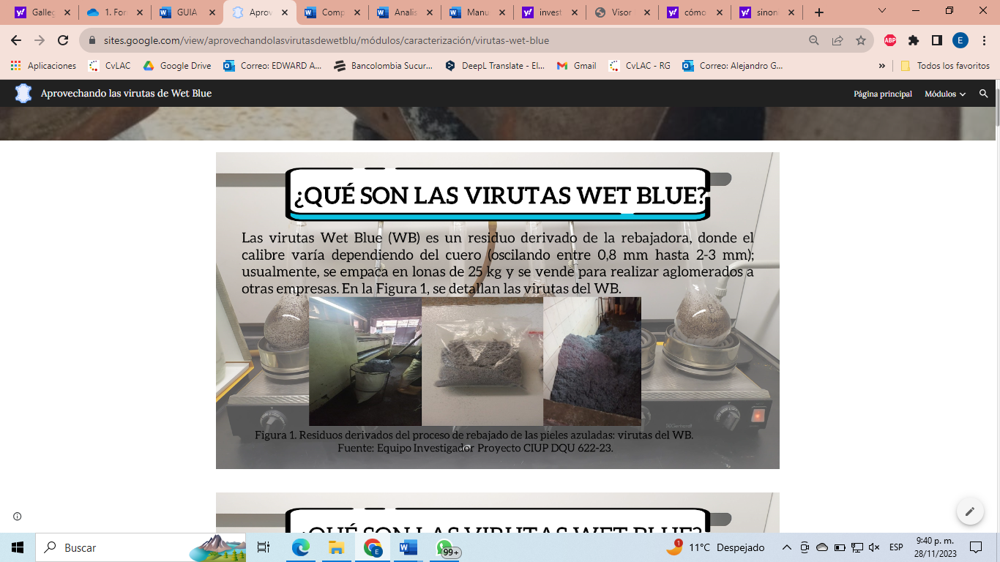 Galleg
1. For
GUIA
Aprov
Comp
Analis
Manu
invest
Visor
cómo
sinon
sites.google.com/view/aprovechandolasvirutasdewetblu/módulos/caracterización/virutas-wet-blue
ABP
E
Aplicaciones
CvLAC
Google Drive
Correo: EDWARD A...
Bancolombia Sucur...
DeepL Translate - El...
Gmail
CvLAC - RG
Correo: Alejandro G...
»
Todos los favoritos
Aprovechando las virutas de Wet Blue
Página principal
Módulos
¿QUÉ SON LAS VIRUTAS WET BLUE?
Las virutas Wet Blue (WB) es un residuo derivado de la rebajadora, donde el
calibre varía dependiendo del cuero (oscilando entre 0,8 mm hasta 2-3 mm);
usualmente, se empaca en lonas de 25 kg y se vende para realizar aglomerados a
otras empresas. En la Figura 1, se detallan las virutas del WB.
Gerhardt
Figura 1. Residuos derivados del proceso de rebajado de las pieles azuladas: virutas del WB.
Fuente: Equipo Investigador Proyecto CIUP DQU 622-23.
¿QUÉ SON LAS VIRUTAS WET BLUE?
Buscar
E
99+
1
11°C Despejado
ESP
9:40 p. m.
28/11/2023